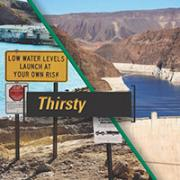 LOW WATER LEVELS
LAUNCH AT
YOUR OWN RISK
Thirsty